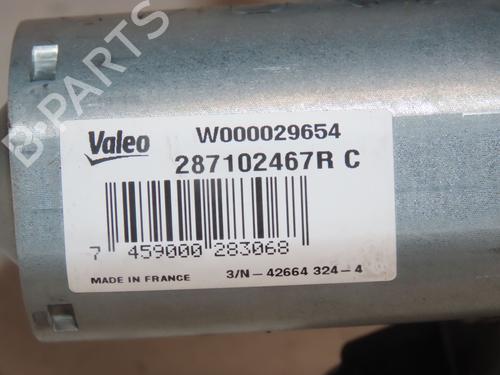 B-PARTS
Valeo
W000029654
287102467R C
7 459000 283068
MADE IN FRANCE
3/N-42664 324-4